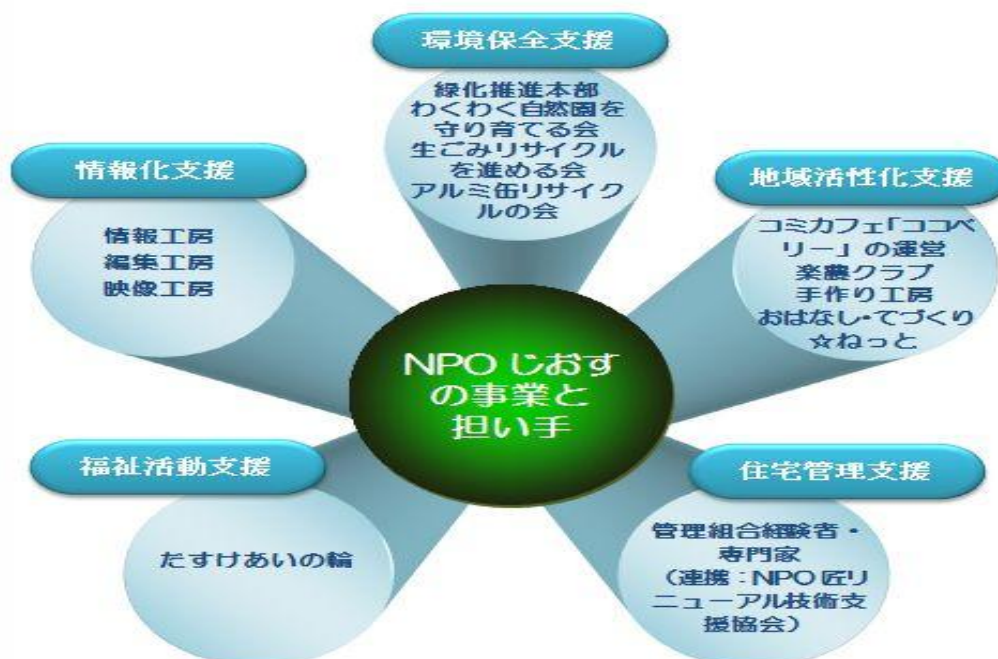 環境保全支援
緑化推進本部
わくわく自然園を
守り育てる会
生ごみリサイクル
を進める会
アルミ缶リサイク
ルの会
情報化支援
情報工房
編集工房
映像工房
地域活性化支援
コミカフェ「ココベ
リー」の運営
楽農クラブ
手作り工房
おはなし・てづくり
☆ねっと
NPO じおす
の事業と
担い手
福祉活動支援
たすけあいの輪
住宅管理支援
管理組合経験者・
専門家
（連携：NPO 匠リ
ニューアル技術支
援協会）